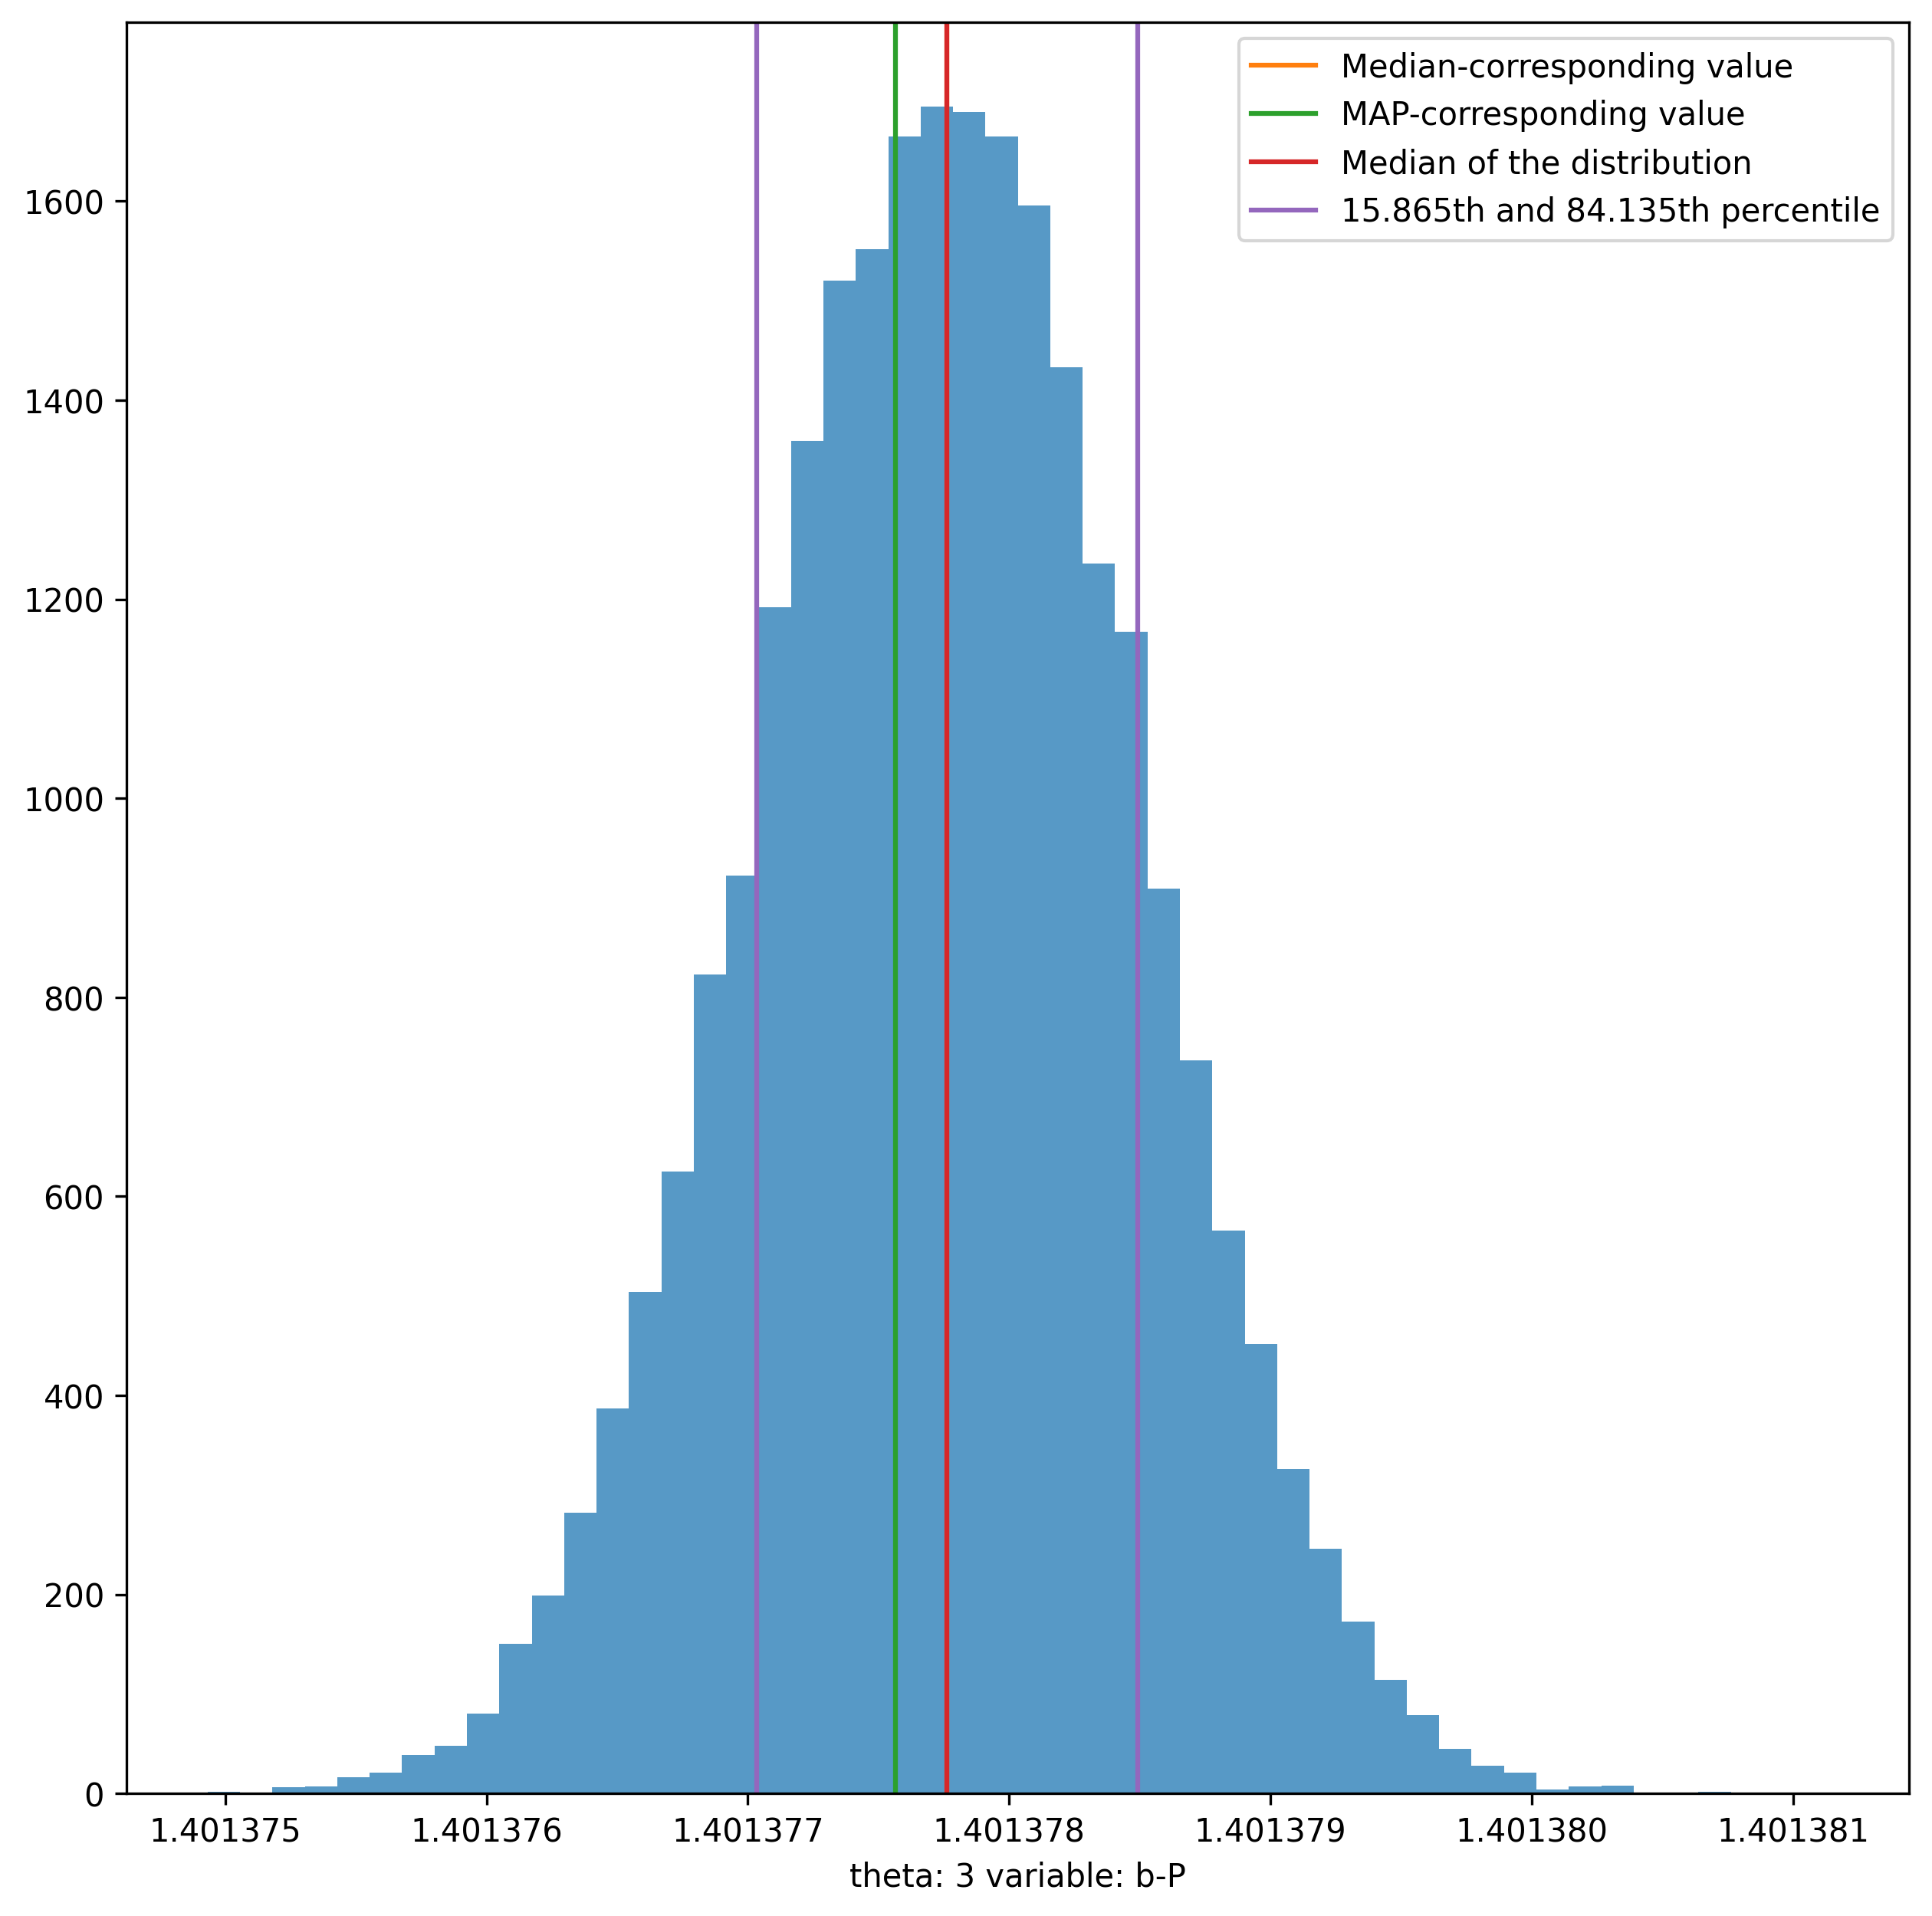 Median-corresponding value
MAP-corresponding value
Median of the distribution
15.865th and 84.135th percentile
1600
1400
1200
1000
800
600
400
200
0
1.401375 1.401376 1.401377 1.401378 1.401379 1.401380 1.401381
theta: 3 variable: b-P